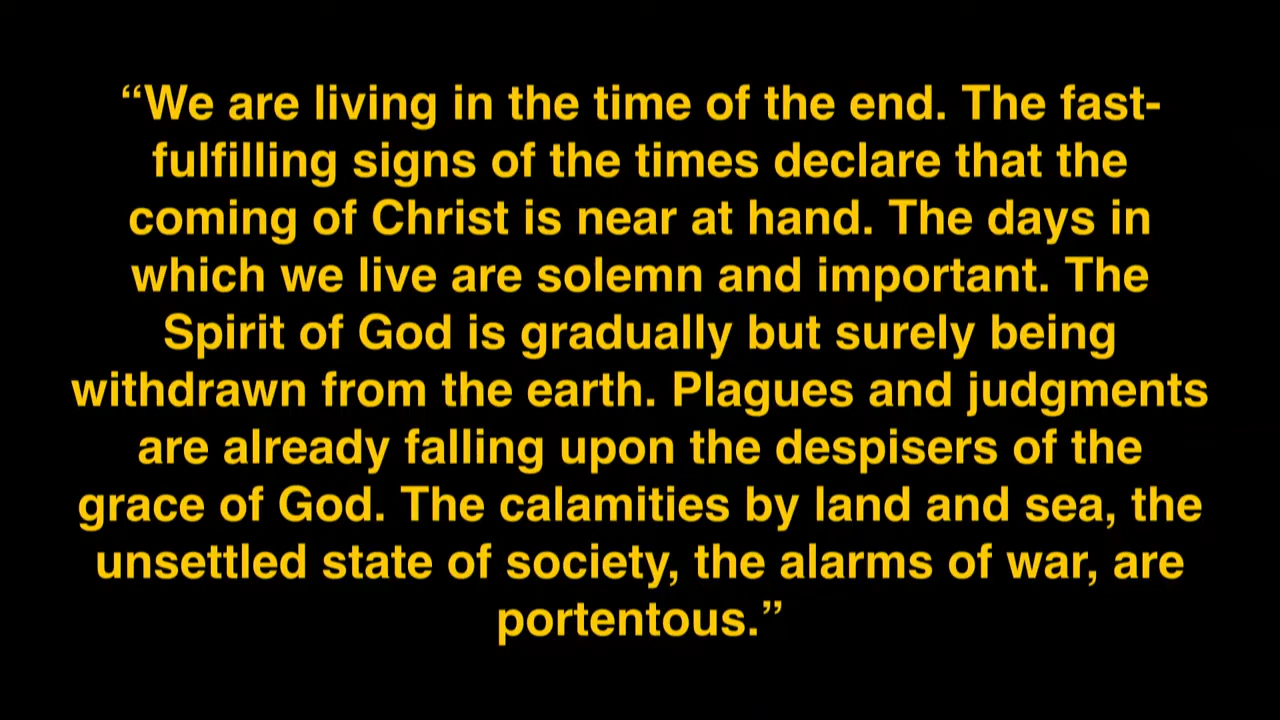 “We are living in the time of the end. The fast-
fulfilling signs of the times declare that the
coming of Christ is near at hand. The days in
which we live are solemn and important. The
Spirit of God is gradually but surely being
withdrawn from the earth. Plagues and judgments
are already falling upon the despisers of the
grace of God. The calamities by land and sea, the
unsettled state of society, the alarms of war, are
portentous.”